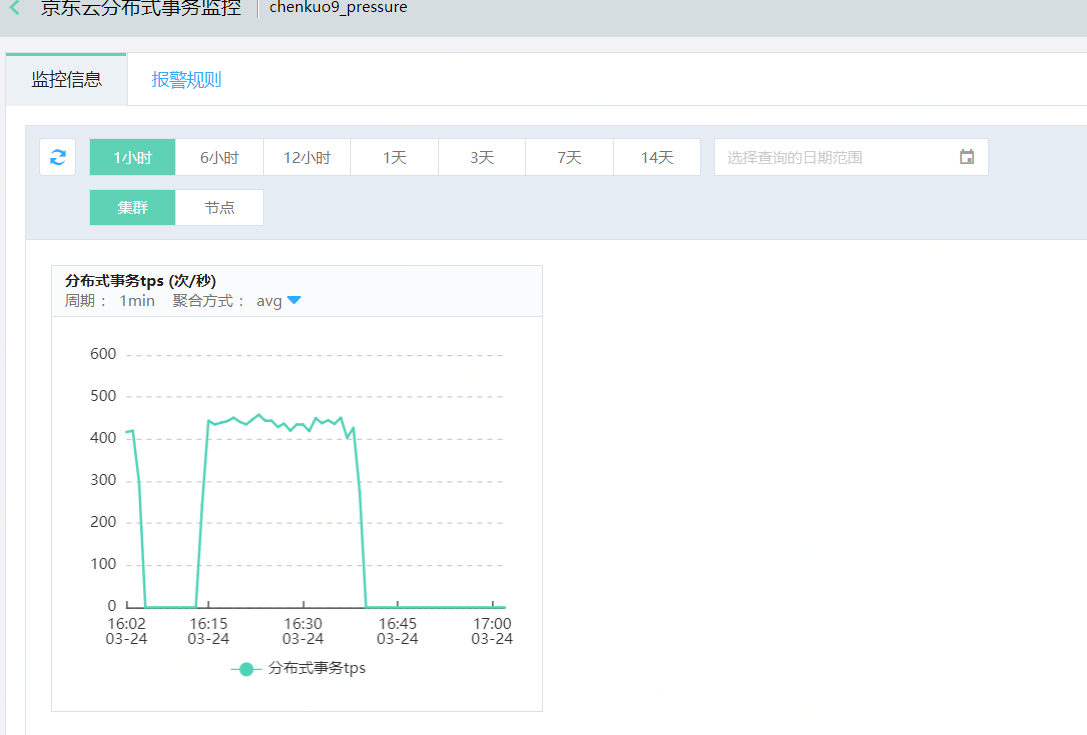 京东云分布式事务监控 chenkuo9_pressure
监控信息 报警规则
1小时 6小时 12小时 1天 3天 7天 14天 选择查询的日期范围
集群 节点
分布式事务tps (次/秒)
周期： 1min 聚合方式： avg
600
500
400
300
200
100
0
16:02 16:15 16:30 16:45 17:00
03-24 03-24 03-24 03-24 03-24
分布式事务tps